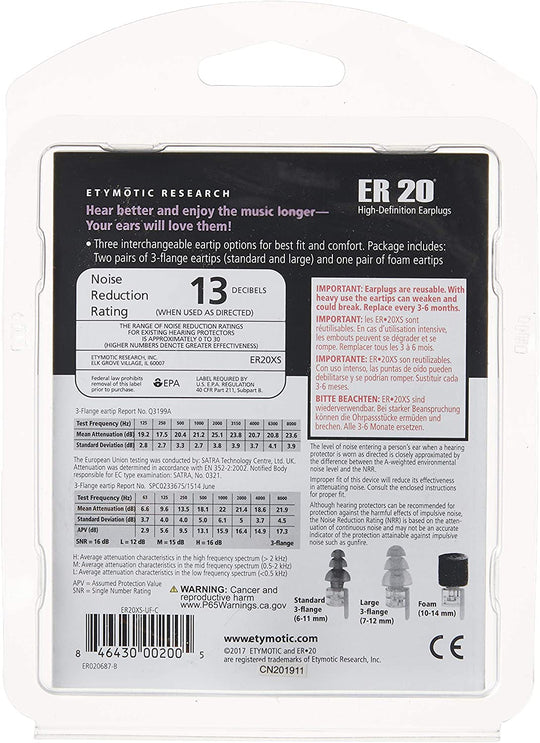 ETYMOTIC RESEARCH
ER 20®
High-Definition Earplugs
Hear better and enjoy the music longer—
Your ears will love them!
• Three interchangeable eartip options for best fit and comfort. Package includes:
Two pairs of 3-flange eartips (standard and large) and one pair of foam eartips
Noise
Reduction
Rating
13 DECIBELS
(WHEN USED AS DIRECTED)
THE RANGE OF NOISE REDUCTION RATINGS
FOR EXISTING HEARING PROTECTORS
IS APPROXIMATELY 0 TO 30
(HIGHER NUMBERS DENOTE GREATER EFFECTIVENESS)
ETYMOTIC RESEARCH, INC.
ELK GROVE VILLAGE, IL 60007
ER20XS
Federal law prohibits
removal of this label
prior to purchase.
EPA
LABEL REQUIRED BY
U.S. E.P.A. REGULATION
40 CFR PART 211, Subpart B.
IMPORTANT: Earplugs are reusable. With
heavy use the eartips can weaken and
could break. Replace every 3-6 months.
IMPORTANT: les ER•20XS sont
réutilisables. En cas d'utilisation intensive,
les embouts peuvent se dégrader et se
rompre. Remplacer tous les 3 à 6 mois.
IMPORTANTE: ER•20XS son reutilizables.
Con uso intenso, las puntas de oído pueden
debilitarse y se podrían romper. Sustituir cada
3-6 meses.
BITTE BEACHTEN: ER•20XS sind
wiederverwendbar. Bei starker Beanspruchung
können die Ohrpassstücke ermüden und
brechen. Alle 3-6 Monate ersetzen.
3-Flange eartip Report No. Q3199A
Test Frequency (Hz) 125 250 500 1000 2000 3150 4000 6300 8000
Mean Attenuation (dB) 19.2 17.5 20.4 21.2 25.1 23.8 20.7 20.8 23.6
Standard Deviation (dB) 2.8 2.7 3.3 2.7 3.8 3.9 3.7 4.1 3.9
The European Union testing was conducted by: SATRA Technology Centre, Ltd. UK.
Attenuation was determined in accordance with EN 352-2:2002. Notified Body
responsible for EC type Examination: SATRA, No. 0321.
3-Flange eartip Report No. SPC0233675/1514 June
Test Frequency (Hz) 63 125 250 500 1000 2000 4000 8000
Mean Attenuation (dB) 6.6 9.6 13.5 18.1 22 21.4 18.6 21.9
Standard Deviation (dB) 3.7 4.0 4.0 5.0 6.1 5 3.7 4.5
APV (dB) 2.9 5.6 9.5 13.1 15.9 16.4 14.9 17.3
SNR = 16 dB L = 12 dB M = 15 dB H = 16 dB 3-flange
H: Average attenuation characteristics in the high frequency spectrum (> 2 kHz)
M: Average attenuation characteristics in the mid frequency spectrum (0.5-2 kHz)
L: Average attenuation characteristics in the low frequency spectrum (<0.5 kHz)
APV = Assumed Protection Value
SNR = Single Number Rating
The level of noise entering a person's ear when a hearing
protector is worn as directed is closely approximated by
the difference between the A-weighted environmental
noise level and the NRR.
Improper fit of this device will reduce its effectiveness
in attenuating noise. Consult the enclosed instructions
for proper fit.
Although hearing protectors can be recommended for
protection against the harmful effects of impulsive noise,
the Noise Reduction Rating (NRR) is based on the atten-
uation of continuous noise and may not be an accurate
indicator of the protection attainable against impulsive
noise such as gunfire.
WARNING: Cancer and
reproductive harm
www.P65Warnings.ca.gov
Standard
3-flange
(6-11 mm)
Large
3-flange
(7-12 mm)
Foam
(10-14 mm)
ER20XS-UF-C
8 46430 00200 5
ER020687-B
www.etymotic.com
©2017 ETYMOTIC and ER•20
are registered trademarks of Etymotic Research, Inc.
CN201911
CE